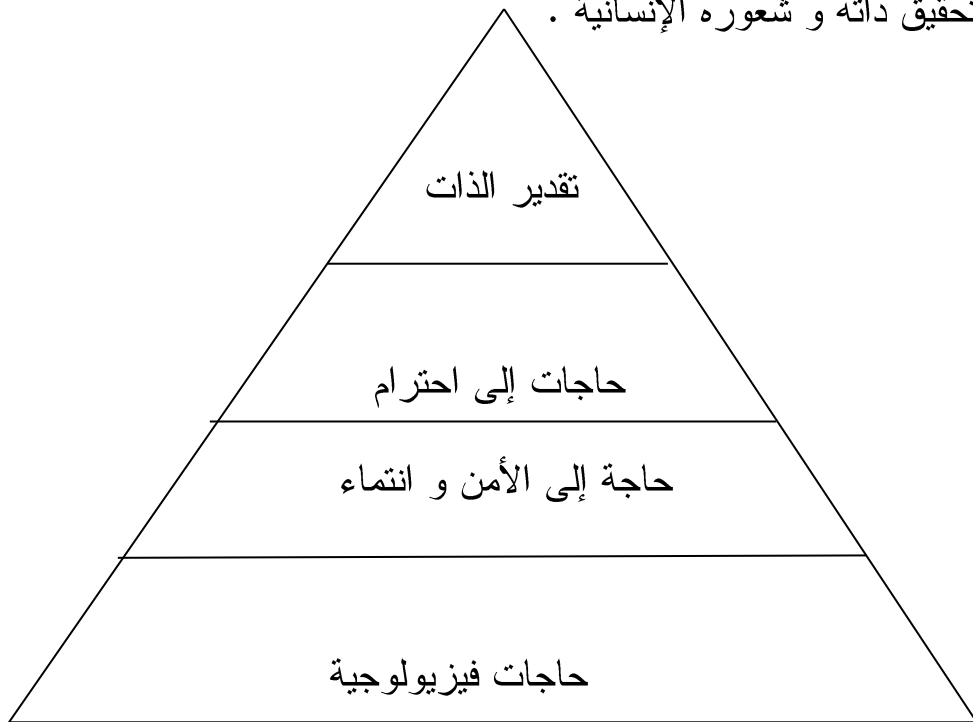 تحقيق ذاته و شعوره الإنسانية .
تقدير الذات
حاجات إلى احترام
حاجة إلى الأمن و انتماء
حاجات فيزيولوجية